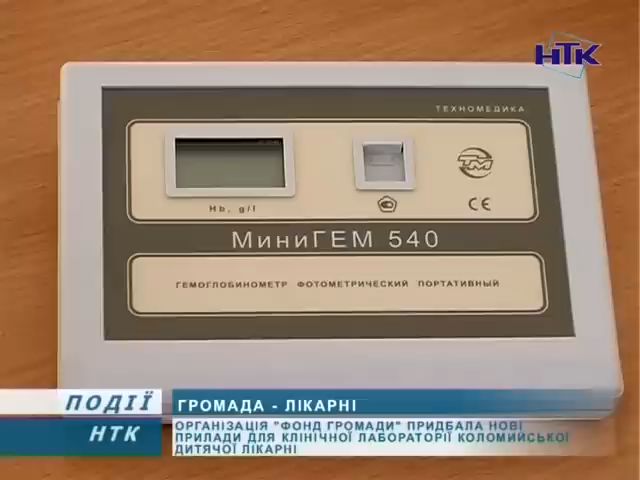 НТК
ТЕХНОМЕДИКА
ТМ
Hb, g/l
CE
МиниГЕМ 540
ГЕМОГЛОБИНОМЕТР ФОТОМЕТРИЧЕСКИЙ ПОРТАТИВНЫЙ
ПОДІЇ
НТК
ГРОМАДА - ЛІКАРНІ
ОРГАНІЗАЦІЯ "ФОНД ГРОМАДИ" ПРИДБАЛА НОВІ
ПРИЛАДИ ДЛЯ КЛІНІЧНОЇ ЛАБОРАТОРІЇ КОЛОМИЙСЬКОЇ
ДИТЯЧОЇ ЛІКАРНІ